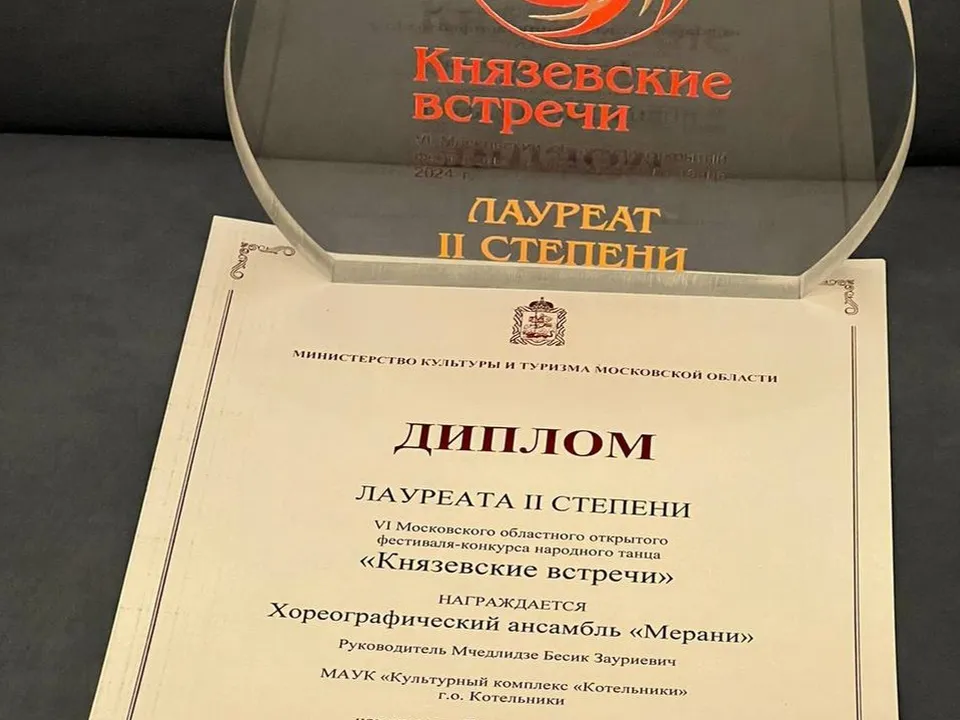 Князевские
встречи
2024 г.
ЛАУРЕАТ
II СТЕПЕНИ
МИНИСТЕРСТВО КУЛЬТУРЫ И ТУРИЗМА МОСКОВСКОЙ ОБЛАСТИ
ДИПЛОМ
ЛАУРЕАТА II СТЕПЕНИ
VI Московского областного открытого
фестиваля-конкурса народного танца
«Князевские встречи»
НАГРАЖДАЕТСЯ
Хореографический ансамбль «Мерани»
Руководитель Мчедлидзе Бесик Зауриевич
МАУК «Культурный комплекс «Котельники»
г.о. Котельники